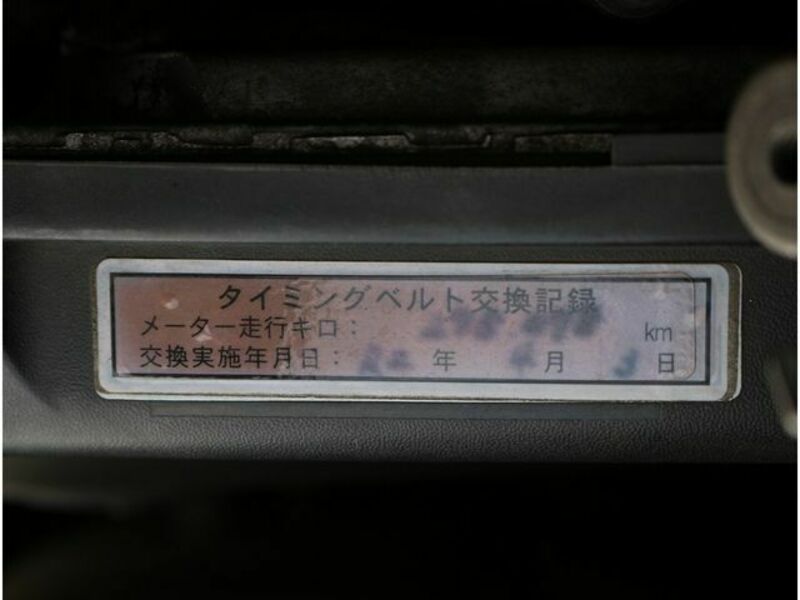 タイミングベルト交換記録
メーター走行キロ： km
交換実施年月日： 年 月 日